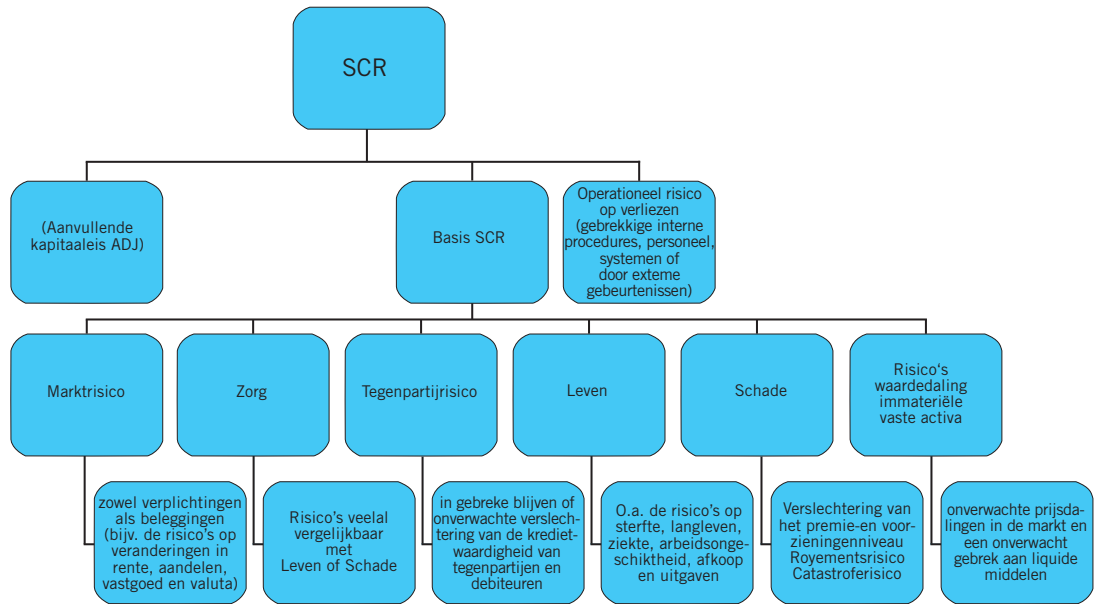 SCR
(Aanvullende
kapitaaleis ADJ)
Basis SCR
Operationeel risico
op verliezen
(gebrekkige interne
procedures, personeel,
systemen of
door externe
gebeurtenissen)
Marktrisico
Zorg
Tegenpartijrisico
Leven
Schade
Risico‘s
waardedaling
immateriële
vaste activa
zowel verplichtingen
als beleggingen
(bijv. de risico’s op
veranderingen in
rente, aandelen,
vastgoed en valuta)
Risico’s veelal
vergelijkbaar
met
Leven of Schade
in gebreke blijven of
onverwachte verslech-
tering van de krediet-
waardigheid van
tegenpartijen en
debiteuren
O.a. de risico’s op
sterfte, langleven,
ziekte, arbeidsonge-
schiktheid, afkoop
en uitgaven
Verslechtering van
het premie-en voor-
zieningenniveau
Royementsrisico
Catastroferisico
onverwachte prijsda-
lingen in de markt en
een onverwacht
gebrek aan liquide
middelen